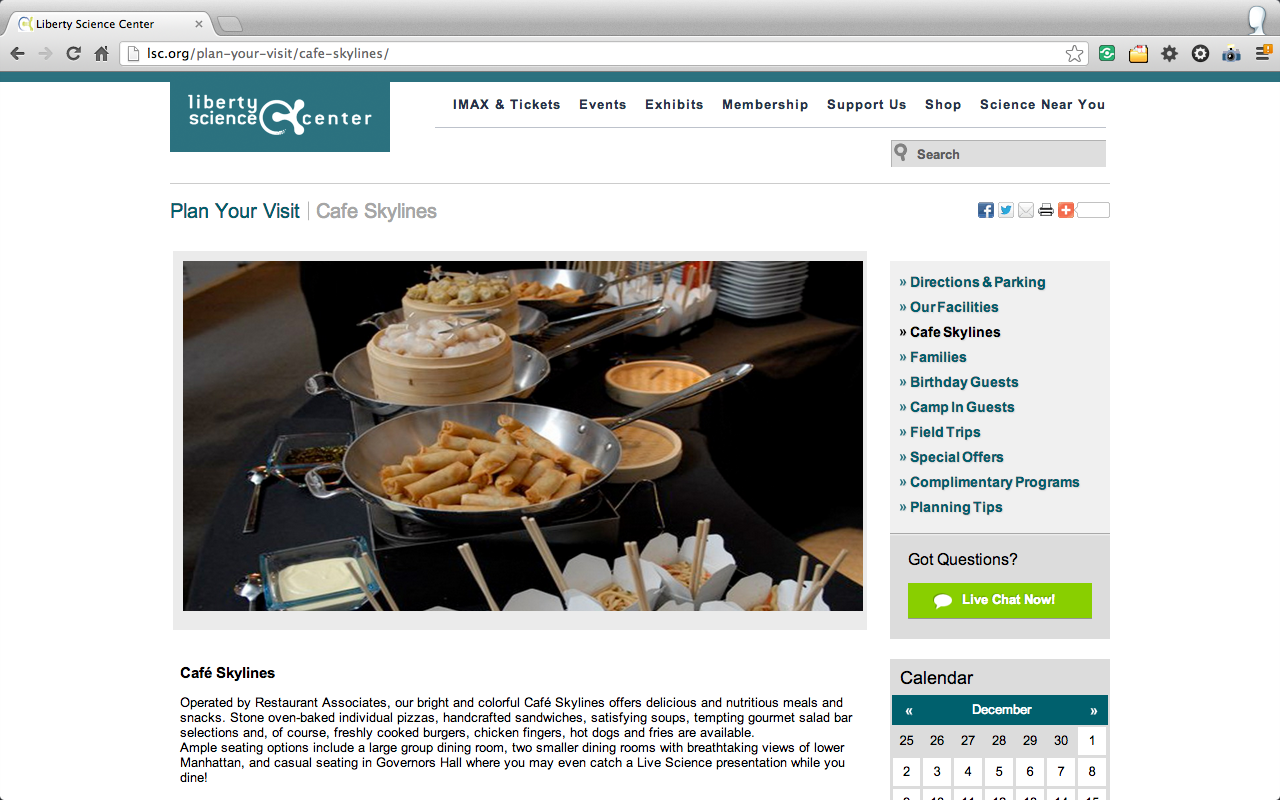 Liberty Science Center
lsc.org/plan-your-visit/cafe-skylines/
liberty
science center
IMAX & Tickets Events Exhibits Membership Support Us Shop Science Near You
Search
Plan Your Visit | Cafe Skylines
» Directions & Parking
» Our Facilities
» Cafe Skylines
» Families
» Birthday Guests
» Camp In Guests
» Field Trips
» Special Offers
» Complimentary Programs
» Planning Tips
Got Questions?
Live Chat Now!
Café Skylines
Operated by Restaurant Associates, our bright and colorful Café Skylines offers delicious and nutritious meals and
snacks. Stone oven-baked individual pizzas, handcrafted sandwiches, satisfying soups, tempting gourmet salad bar
selections and, of course, freshly cooked burgers, chicken fingers, hot dogs and fries are available.
Ample seating options include a large group dining room, two smaller dining rooms with breathtaking views of lower
Manhattan, and casual seating in Governors Hall where you may even catch a Live Science presentation while you
dine!
Calendar
« December »
25 26 27 28 29 30 1
2 3 4 5 6 7 8